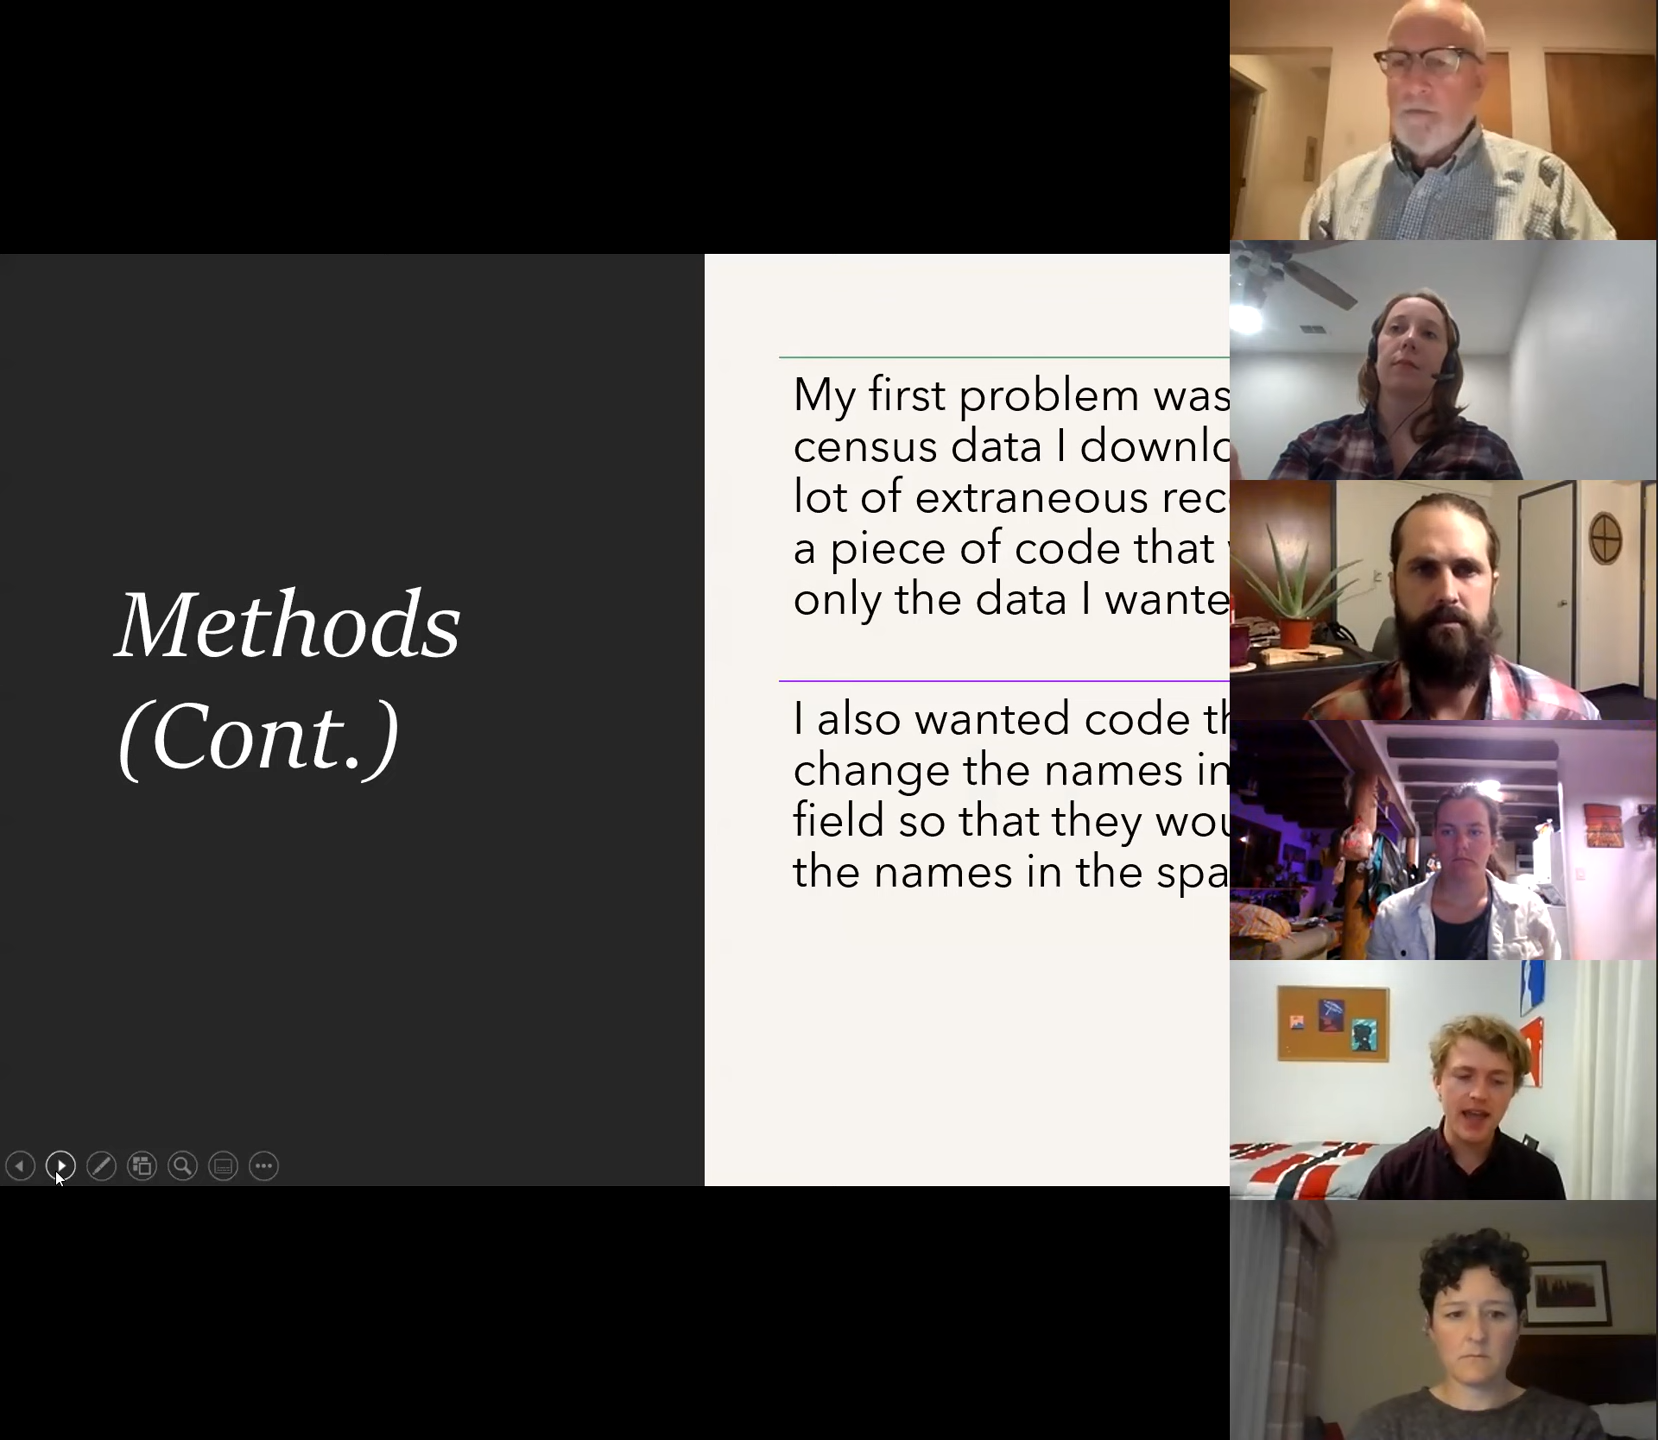 Methods
(Cont.)
My first problem was
census data I downlo
lot of extraneous rec
a piece of code that
only the data I wante
I also wanted code th
change the names in
field so that they wou
the names in the spa